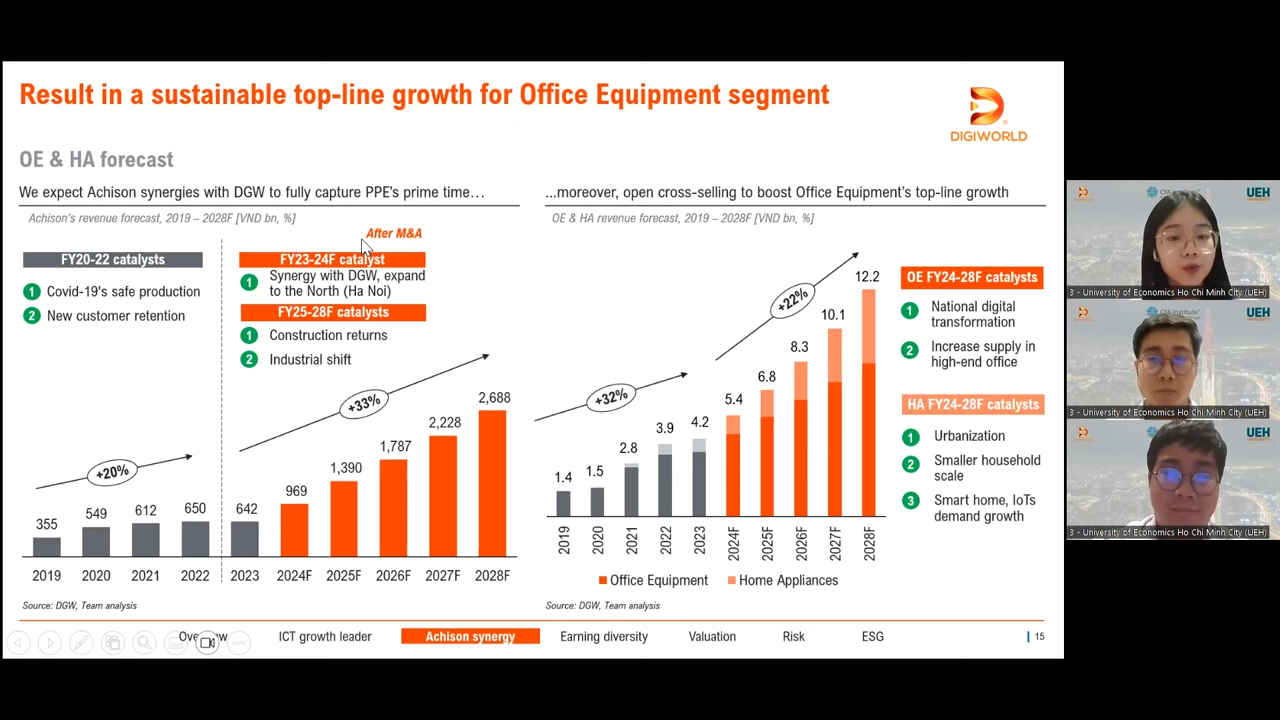 Result in a sustainable top-line growth for Office Equipment segment
DIGIWORLD
OE & HA forecast
We expect Achison synergies with DGW to fully capture PPE's prime time…
Achison's revenue forecast, 2019 – 2028F [VND bn, %]
After M&A
FY20-22 catalysts
1 Covid-19's safe production
2 New customer retention
FY23-24F catalyst
1 Synergy with DGW, expand
to the North (Ha Noi)
FY25-28F catalysts
1 Construction returns
2 Industrial shift
+20%
+33%
355 549 612 650 642 969 1,390 1,787 2,228 2,688
2019 2020 2021 2022 2023 2024F 2025F 2026F 2027F 2028F
Source: DGW, Team analysis
...moreover, open cross-selling to boost Office Equipment's top-line growth
OE & HA revenue forecast, 2019 – 2028F [VND bn, %]
+32%
+22%
1.4 1.5 2.8 3.9 4.2 5.4 6.8 8.3 10.1 12.2
2019 2020 2021 2022 2023 2024F 2025F 2026F 2027F 2028F
Office Equipment Home Appliances
OE FY24-28F catalysts
1 National digital
transformation
2 Increase supply in
high-end office
HA FY24-28F catalysts
1 Urbanization
2 Smaller household
scale
3 Smart home, IoTs
demand growth
Source: DGW, Team analysis
ICT growth leader Achison synergy Earning diversity Valuation Risk ESG
15
CFA Institute
UEH
UNIVERSITY
3 - University of Economics Ho Chi Minh City (UEH)
CFA Institute
UEH
UNIVERSITY
3 - University of Economics Ho Chi Minh City (UEH)
CFA Institute
UEH
UNIVERSITY
3 - University of Economics Ho Chi Minh City (UEH)